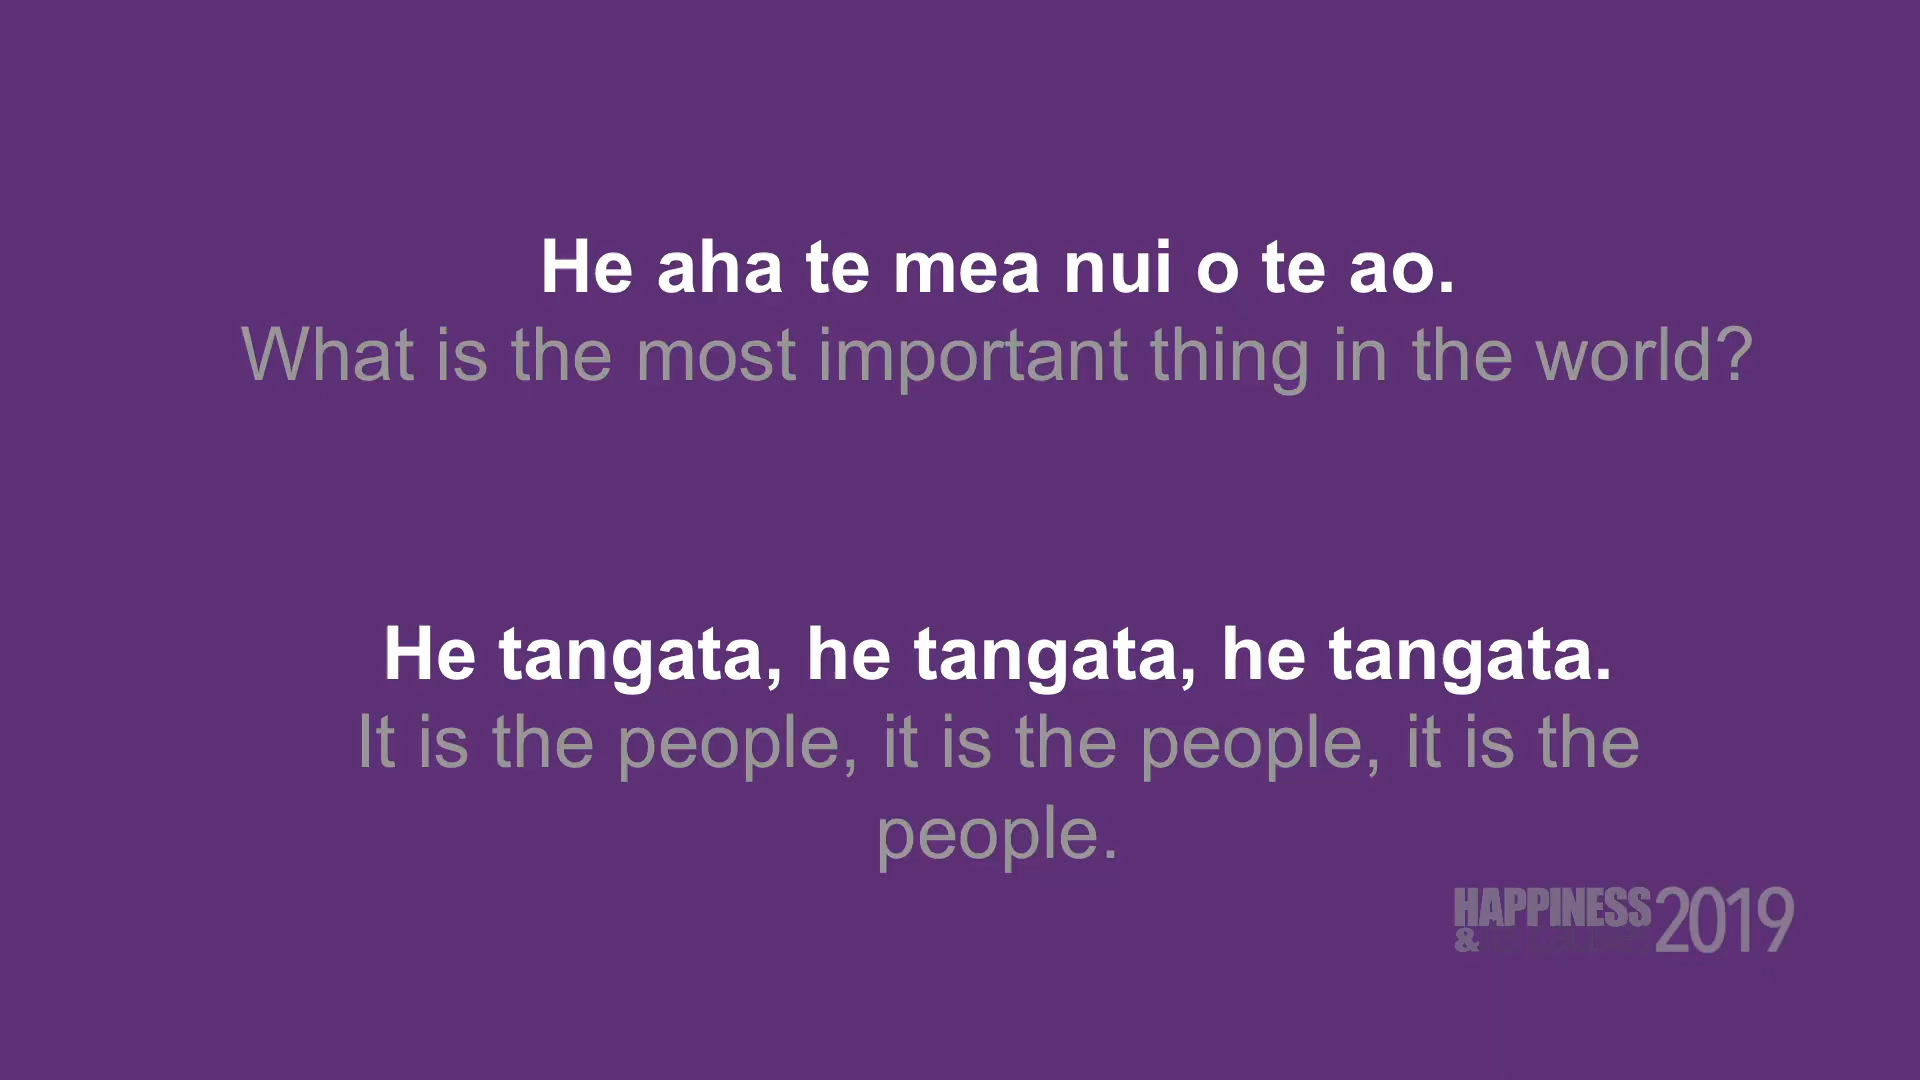 He aha te mea nui o te ao.
What is the most important thing in the world?
He tangata, he tangata, he tangata.
It is the people, it is the people, it is the
people.
HAPPINESS 2019
&